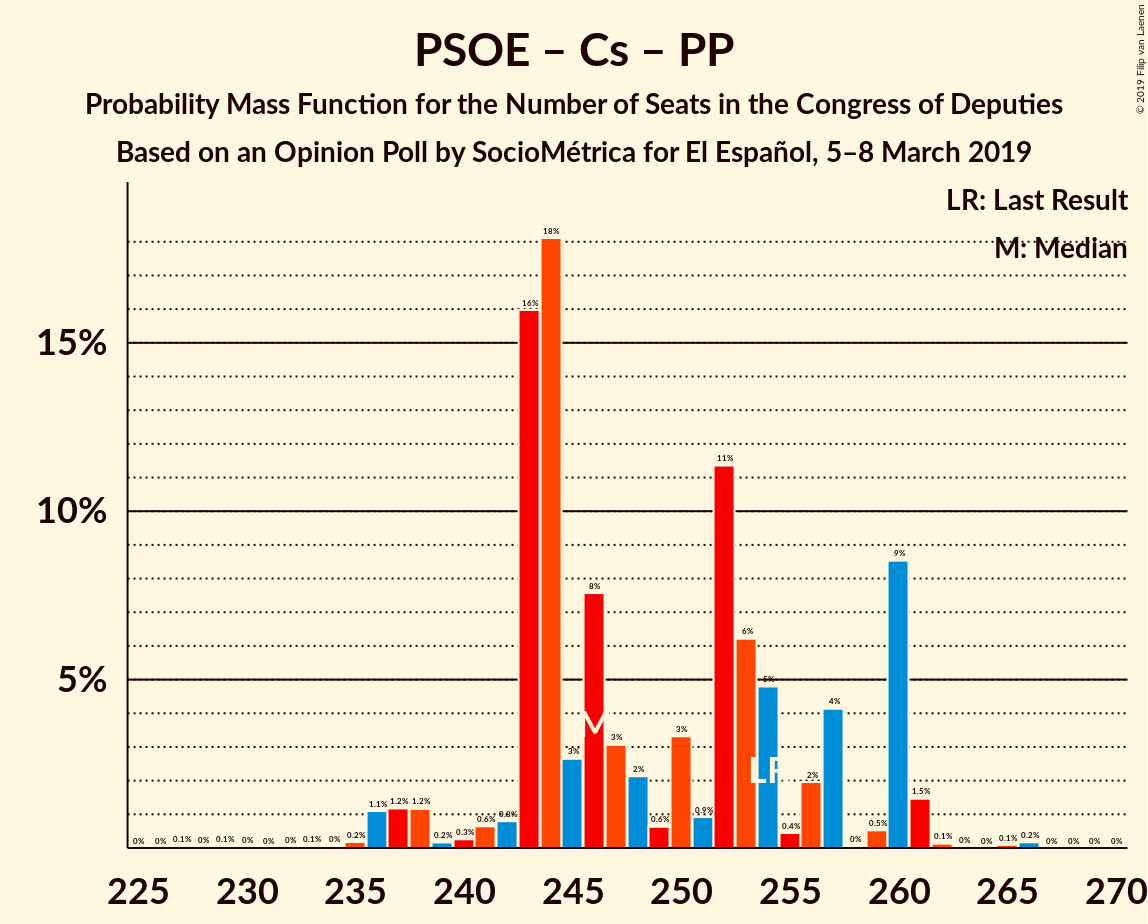 PSOE – Cs – PP
Probability Mass Function for the Number of Seats in the Congress of Deputies
Based on an Opinion Poll by SocioMétrica for El Español, 5–8 March 2019
© 2019 Filip van Laenen
LR: Last Result
M: Median
15%
10%
5%
0% 0% 0.1% 0% 0.1% 0% 0% 0% 0.1% 0% 0.2% 1.1% 1.2% 1.2% 0.2% 0.3% 0.6% 0.8% 16% 18% 3% 8% 3% 2% 0.6% 3% 0.9% 11% 6% 5% 0.4% 2% 4% 0% 0.5% 9% 1.5% 0.1% 0% 0% 0.1% 0.2% 0% 0% 0% 0%
M
LR
225 230 235 240 245 250 255 260 265 270